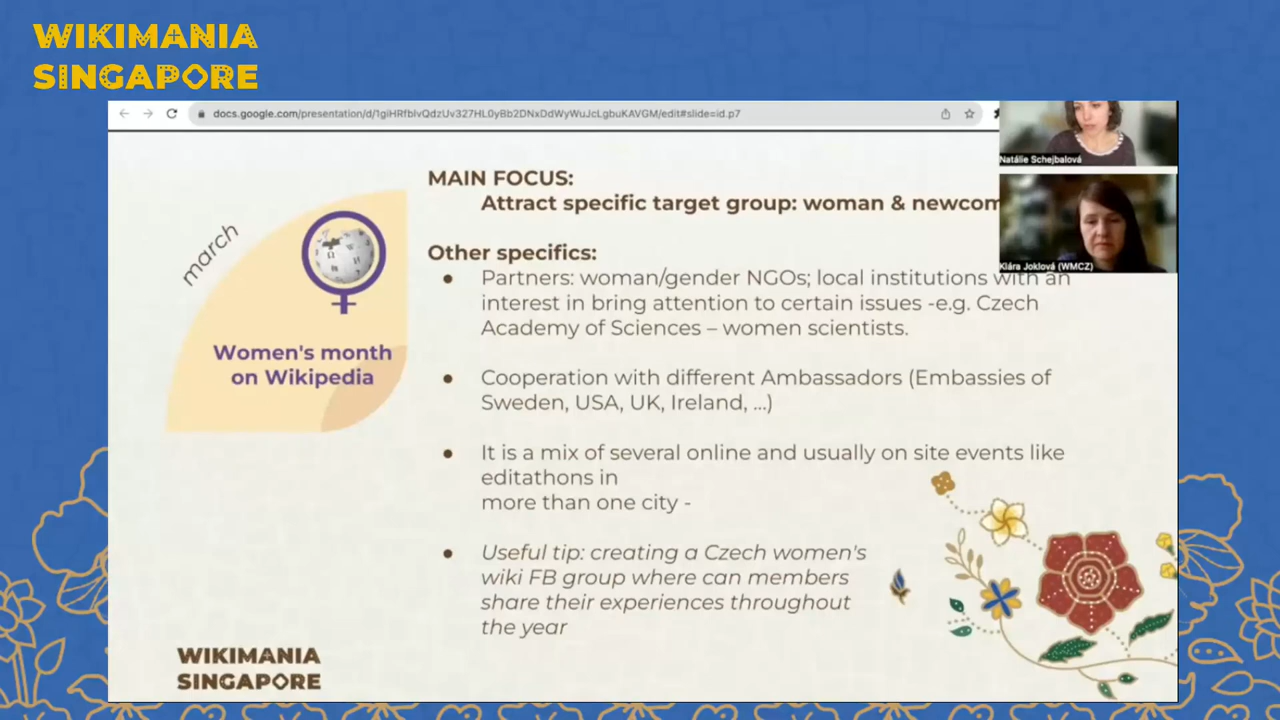 WIKIMANIA
SINGAPORE
docs.google.com/presentation/d/1giHRfbIvQdzUv327HL0yBb2DNxDdWyWuJcLgbuKAVGM/edit#slide=id.p7
Natálie Schejbalová
Klára Joklová (WMCZ)
march
Women's month
on Wikipedia
MAIN FOCUS:
Attract specific target group: woman & newcom
Other specifics:
● Partners: woman/gender NGOs; local institutions with an
interest in bring attention to certain issues -e.g. Czech
Academy of Sciences – women scientists.
● Cooperation with different Ambassadors (Embassies of
Sweden, USA, UK, Ireland, ...)
● It is a mix of several online and usually on site events like
editathons in
more than one city -
● Useful tip: creating a Czech women's
wiki FB group where can members
share their experiences throughout
the year
WIKIMANIA
SINGAPORE